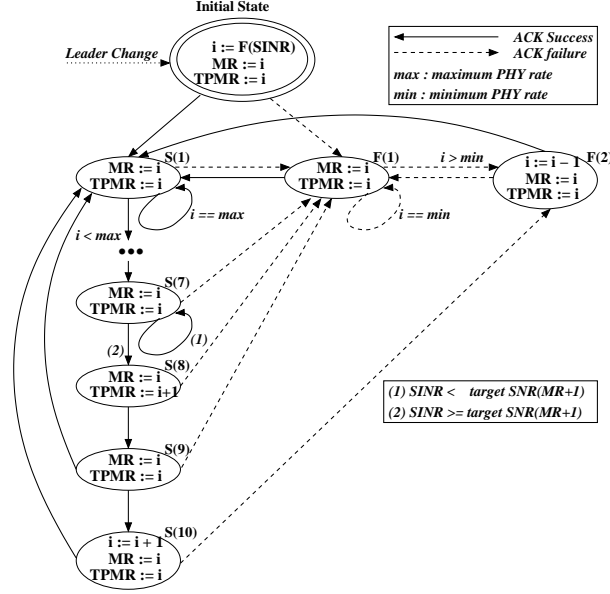 Initial State
Leader Change
i := F(SINR)
MR := i
TPMR := i
ACK Success
ACK failure
max : maximum PHY rate
min : minimum PHY rate
S(1)
MR := i
TPMR := i
i == max
F(1)
MR := i
TPMR := i
i == min
i > min
F(2)
i := i - 1
MR := i
TPMR := i
i < max
•••
S(7)
MR := i
TPMR := i
(1)
(2)
S(8)
MR := i
TPMR := i+1
(1) SINR < target SNR(MR+1)
(2) SINR >= target SNR(MR+1)
S(9)
MR := i
TPMR := i
S(10)
i := i + 1
MR := i
TPMR := i